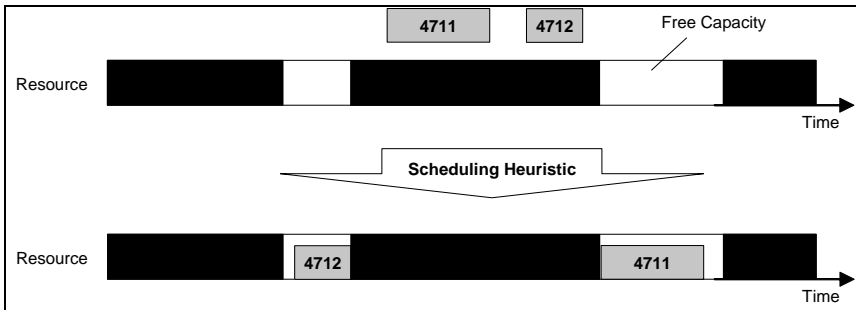 4711
4712
Free Capacity
Resource
Time
Scheduling Heuristic
Resource
4712
4711
Time